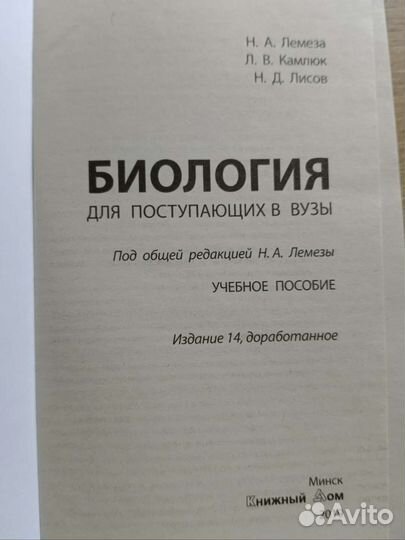 Н. А. Лемеза
Л. В. Камлюк
Н. Д. Лисов
БИОЛОГИЯ
ДЛЯ ПОСТУПАЮЩИХ В ВУЗЫ
Под общей редакцией Н. А. Лемезы
УЧЕБНОЕ ПОСОБИЕ
Издание 14, доработанное
Минск
Книжный Дом
Avito